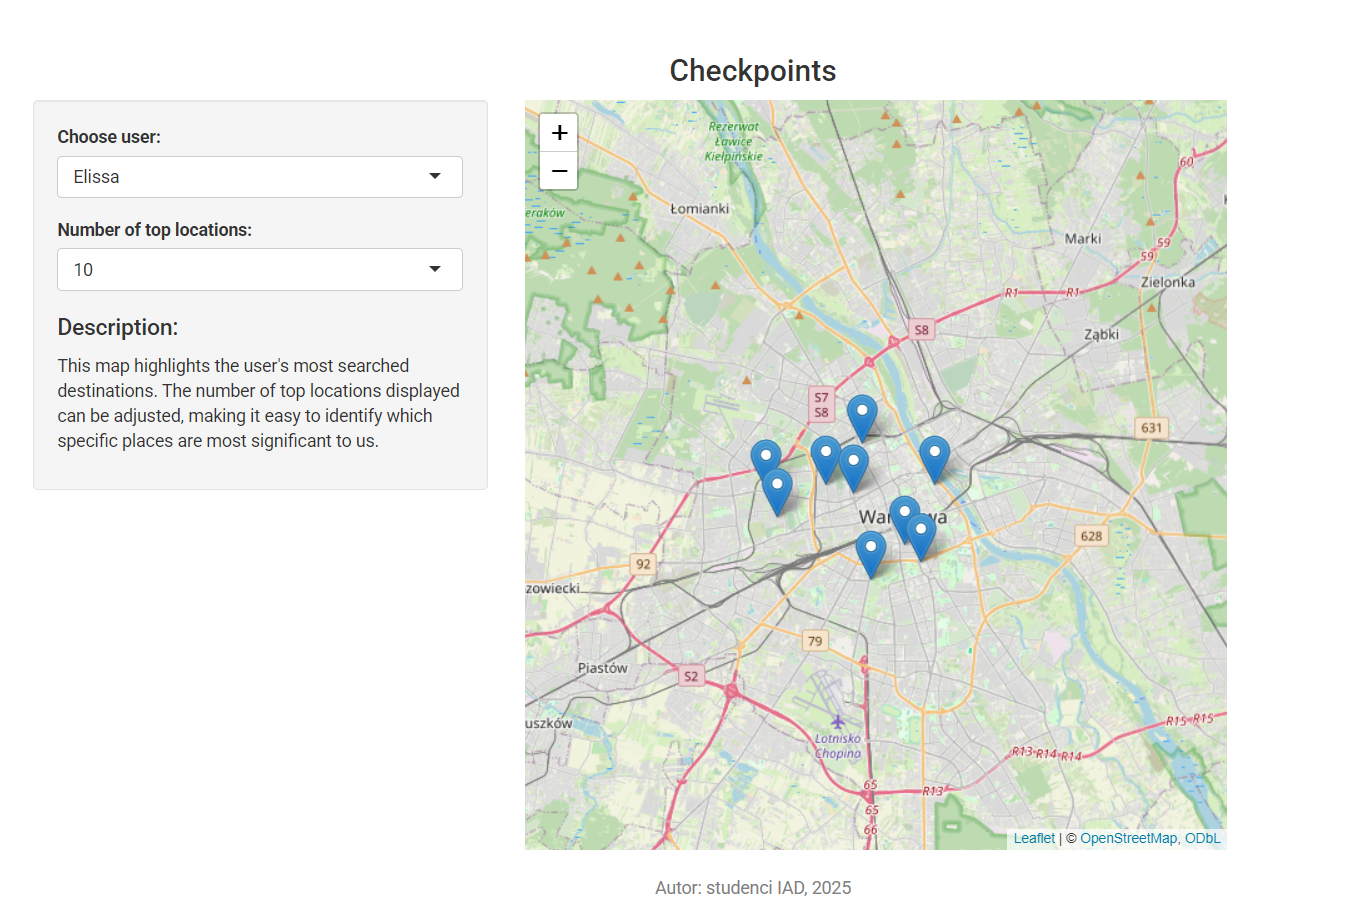 Checkpoints
Choose user:
Elissa
Number of top locations:
10
Description:
This map highlights the user's most searched
destinations. The number of top locations displayed
can be adjusted, making it easy to identify which
specific places are most significant to us.
+
−
Rezerwat
Ławice
Kiełpińskie
60
Łomianki
eraków
Marki
59
59
Zielonka
R1
R1
S8
Ząbki
S7
S8
631
628
92
zowiecki
79
Piastów
S2
uszków
Lotnisko
Chopina
R15
R15
R13
R14
R14
65
R13
65
66
Leaflet | © OpenStreetMap, ODbL
Autor: studenci IAD, 2025